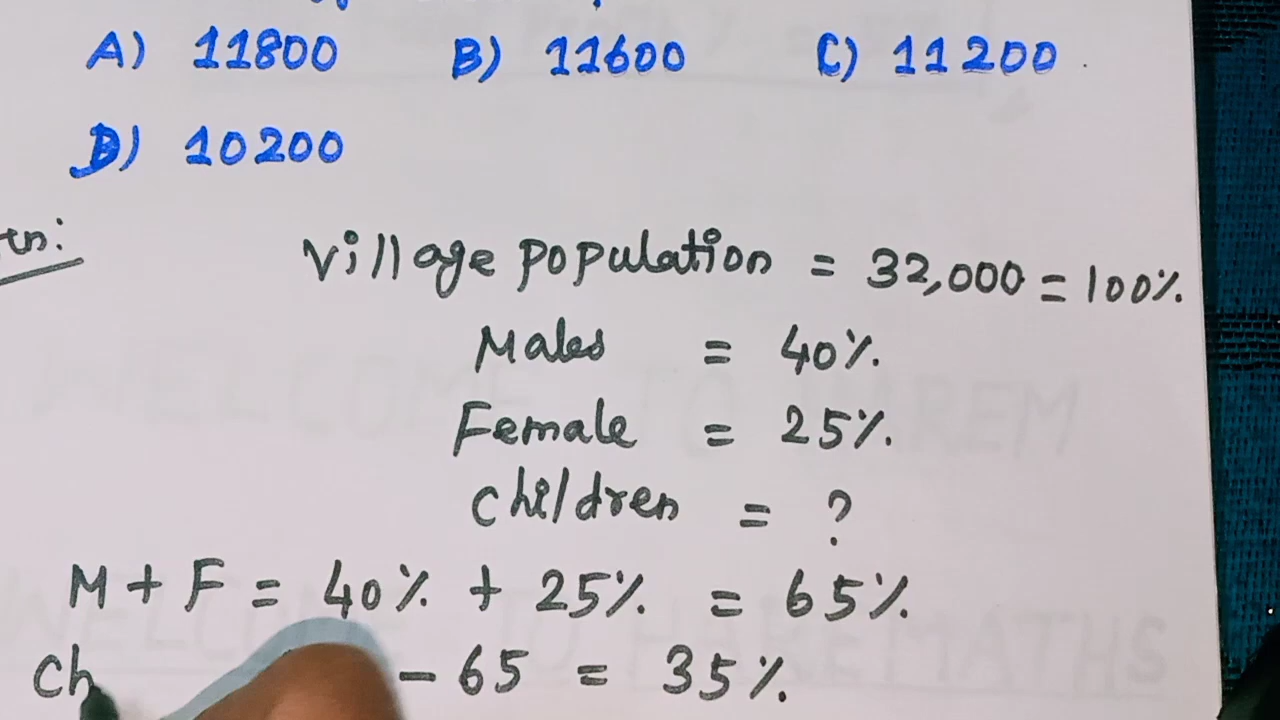 A) 11800 B) 11600 C) 11200
D) 10200
Village population = 32,000 = 100%.
Males = 40%.
Female = 25%.
Children = ?
M + F = 40% + 25% = 65%.
Ch - 65 = 35%.